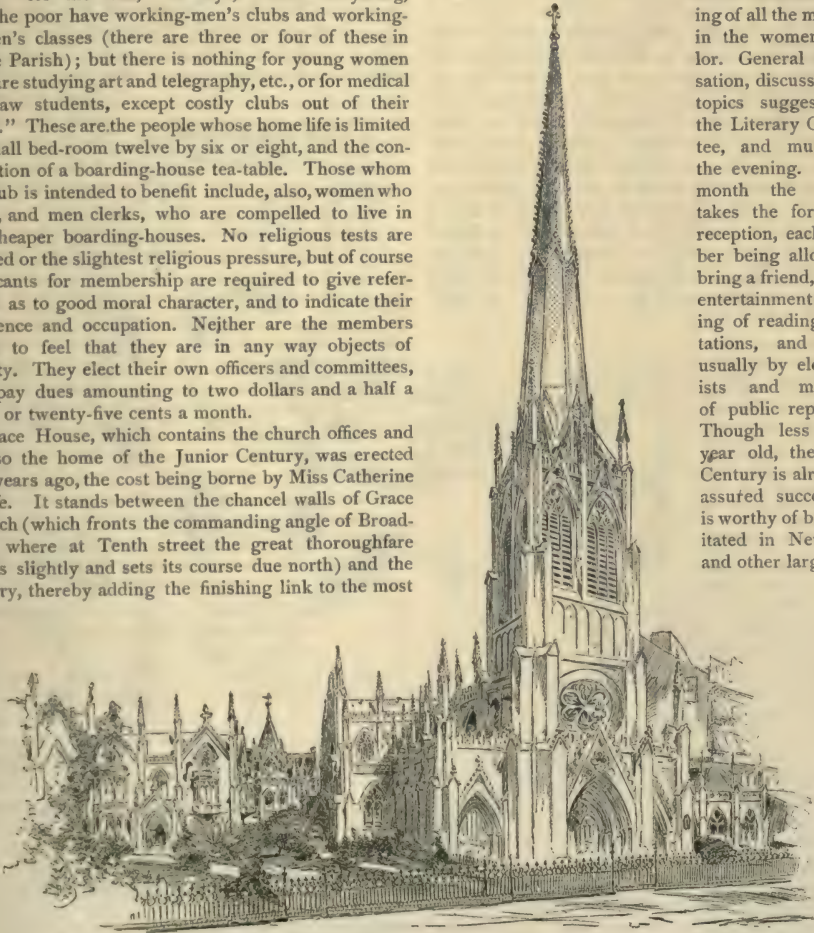 he poor have working-men's clubs and working-
en's classes (there are three or four of these in
Parish); but there is nothing for young women
re studying art and telegraphy, etc., or for medical
aw students, except costly clubs out of their
." These are.the people whose home life is limited
all bed-room twelve by six or eight, and the con-
tion of a boarding-house tea-table. Those whom
ub is intended to benefit include, also, women who
, and men clerks, who are compelled to live in
heaper boarding-houses. No religious tests are
ed or the slightest religious pressure, but of course
cants for membership are required to give refer-
as to good moral character, and to indicate their
ence and occupation. Nejther are the members
to feel that they are in any way objects of
ty. They elect their own officers and committees,
pay dues amounting to two dollars and a half a
or twenty-five cents a month.
ace House, which contains the church offices and
so the home of the Junior Century, was erected
years ago, the cost being borne by Miss Catherine
e. It stands between the chancel walls of Grace
ch (which fronts the commanding angle of Broad-
where at Tenth street the great thoroughfare
s slightly and sets its course due north) and the
ry, thereby adding the finishing link to the most
ing of all the m
in the women
lor. General
sation, discuss
topics sugges
the Literary C
tee, and mu
the evening.
month the
takes the for
reception, each
ber being allo
bring a friend,
entertainment
ing of reading
tations, and
usually by el
ists and m
of public rep
Though less
year old, the
Century is alr
assured succe
is worthy of b
itated in Ne
and other larg